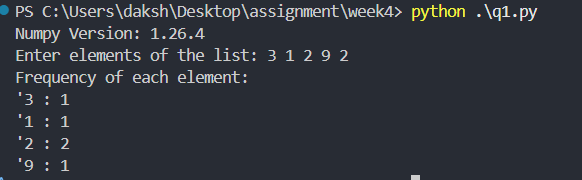 PS C:\Users\daksh\Desktop\assignment\week4> python .\q1.py
Numpy Version: 1.26.4
Enter elements of the list: 3 1 2 9 2
Frequency of each element:
'3 : 1
'1 : 1
'2 : 2
'9 : 1